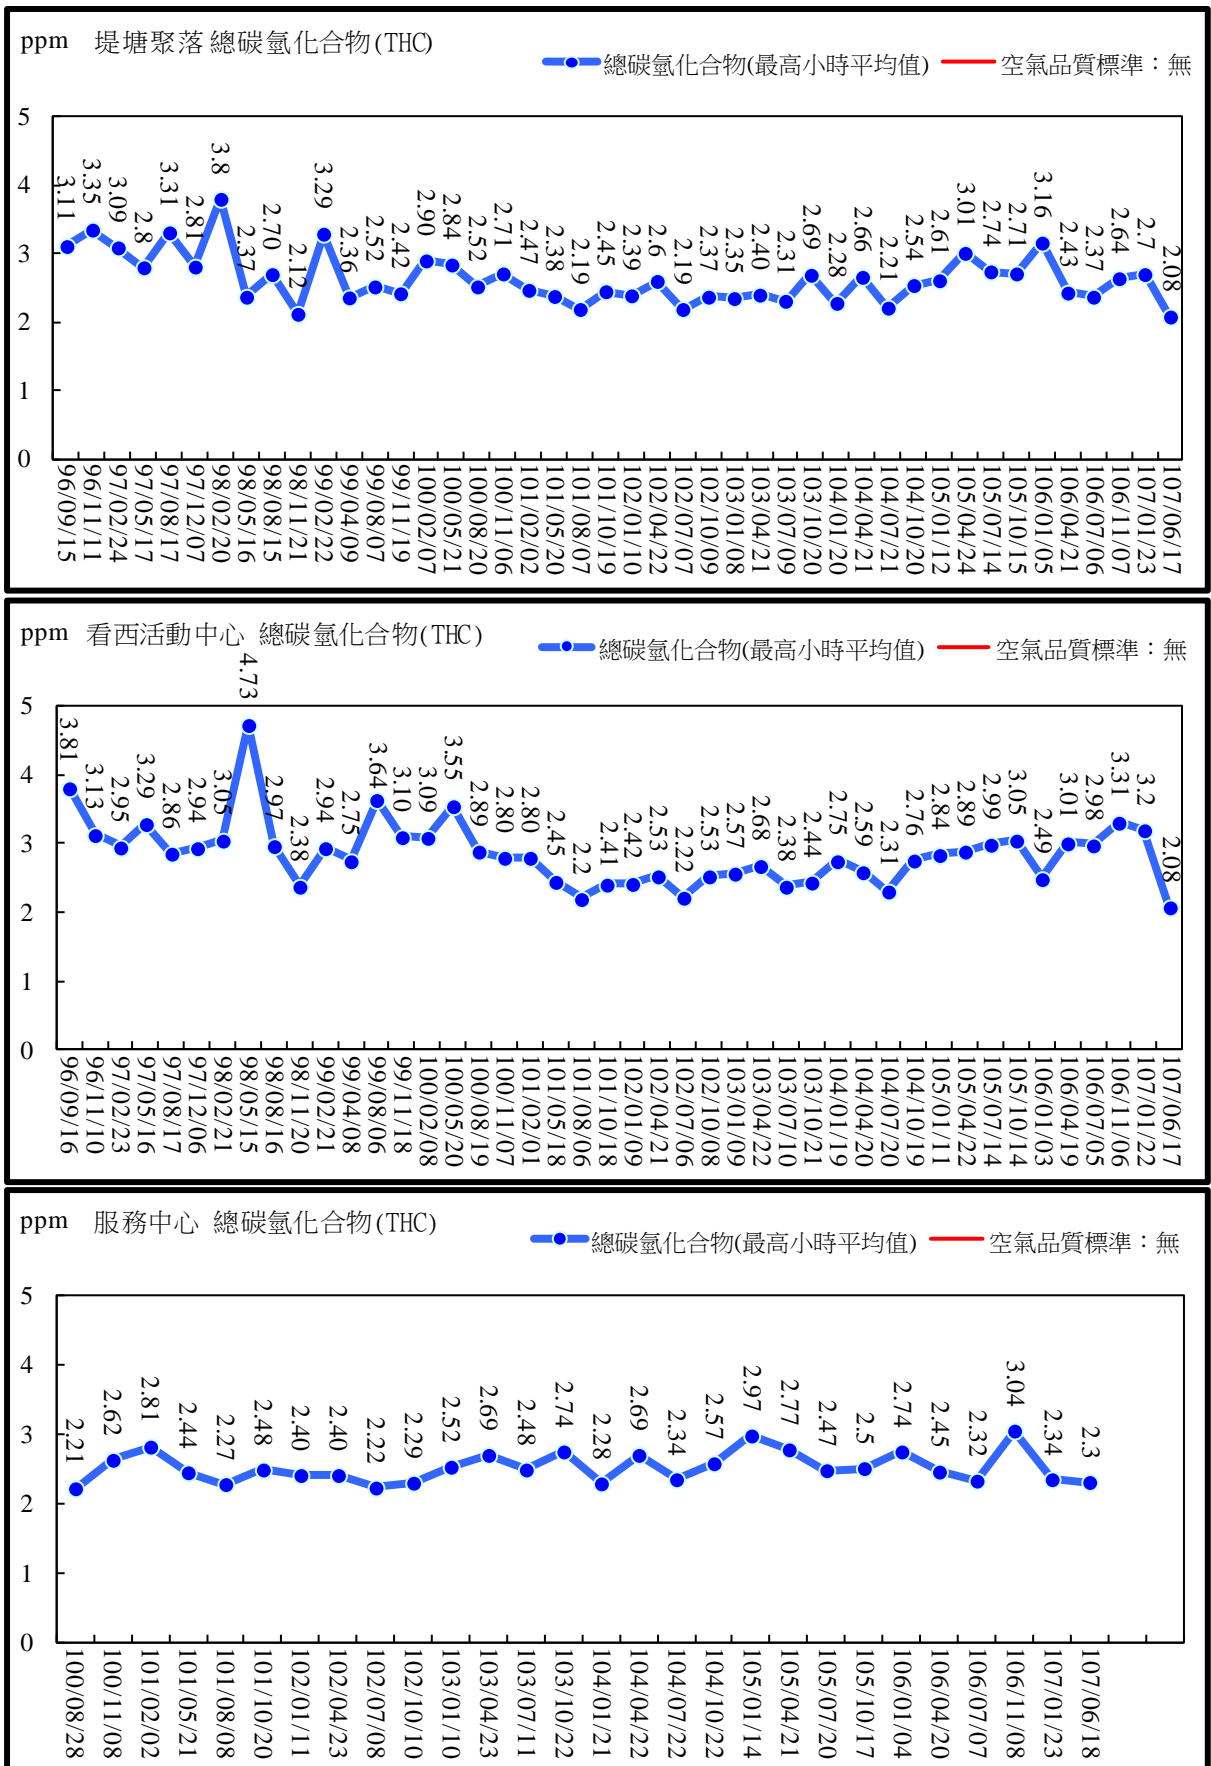 ppm 堤塘聚落 總碳氫化合物(THC)
總碳氫化合物(最高小時平均值) 空氣品質標準：無
5
4
3
2
1
0
3.11 3.35 3.09 2.8 3.31 2.81 3.8 2.37 2.70 2.12 3.29 2.36 2.52 2.42 2.90 2.84 2.52 2.71 2.47 2.38 2.19 2.45 2.39 2.6 2.19 2.37 2.35 2.40 2.31 2.69 2.28 2.66 2.21 2.54 2.61 3.01 2.74 2.71 3.16 2.43 2.37 2.64 2.7 2.08
96/09/15 96/11/11 97/02/24 97/05/17 97/08/17 97/12/07 98/02/20 98/05/16 98/08/15 98/11/21 99/02/22 99/04/09 99/08/07 99/11/19 100/02/07 100/05/21 100/08/20 100/11/06 101/02/02 101/05/20 101/08/07 101/10/19 102/01/10 102/04/22 102/07/07 102/10/09 103/01/08 103/04/21 103/07/09 103/10/20 104/01/20 104/04/21 104/07/21 104/10/20 105/01/12 105/04/24 105/07/14 105/10/15 106/01/05 106/04/21 106/07/06 106/11/07 107/01/23 107/06/17
ppm 看西活動中心 總碳氫化合物(THC)
總碳氫化合物(最高小時平均值) 空氣品質標準：無
5
4
3
2
1
0
3.81 3.13 2.95 3.29 2.86 2.94 3.05 4.73 2.97 2.38 2.94 2.75 3.64 3.10 3.09 3.55 2.89 2.80 2.80 2.45 2.2 2.41 2.42 2.53 2.22 2.53 2.57 2.68 2.38 2.44 2.75 2.59 2.31 2.76 2.84 2.89 2.99 3.05 2.49 3.01 2.98 3.31 3.2 2.08
96/09/16 96/11/10 97/02/23 97/05/16 97/08/17 97/12/06 98/02/21 98/05/15 98/08/16 98/11/20 99/02/21 99/04/08 99/08/06 99/11/18 100/02/08 100/05/20 100/08/19 100/11/07 101/02/01 101/05/18 101/08/06 101/10/18 102/01/09 102/04/21 102/07/06 102/10/08 103/01/09 103/04/22 103/07/10 103/10/21 104/01/19 104/04/20 104/07/20 104/10/19 105/01/11 105/04/22 105/07/14 105/10/14 106/01/03 106/04/19 106/07/05 106/11/06 107/01/22 107/06/17
ppm 服務中心 總碳氫化合物(THC)
總碳氫化合物(最高小時平均值) 空氣品質標準：無
5
4
3
2
1
0
2.21 2.62 2.81 2.44 2.27 2.48 2.40 2.40 2.22 2.29 2.52 2.69 2.48 2.74 2.28 2.69 2.34 2.57 2.97 2.77 2.47 2.5 2.74 2.45 2.32 3.04 2.34 2.3
100/08/28 100/11/08 101/02/02 101/05/21 101/08/08 101/10/20 102/01/11 102/04/23 102/07/08 102/10/10 103/01/10 103/04/23 103/07/11 103/10/22 104/01/21 104/04/22 104/07/22 104/10/22 105/01/14 105/04/21 105/07/20 105/10/17 106/01/04 106/04/20 106/07/07 106/11/08 107/01/23 107/06/18